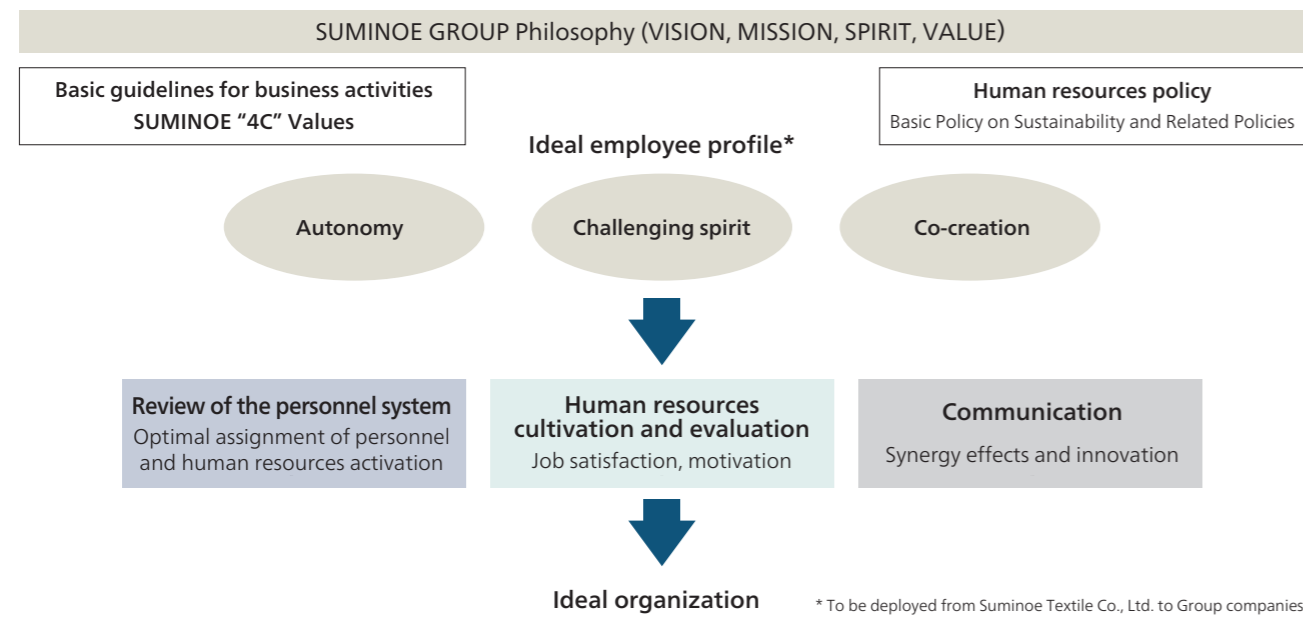 SUMINOE GROUP Philosophy (VISION, MISSION, SPIRIT, VALUE)
Basic guidelines for business activities
SUMINOE “4C” Values
Human resources policy
Basic Policy on Sustainability and Related Policies
Ideal employee profile*
Autonomy
Challenging spirit
Co-creation
Review of the personnel system
Optimal assignment of personnel
and human resources activation
Human resources
cultivation and evaluation
Job satisfaction, motivation
Communication
Synergy effects and innovation
Ideal organization
* To be deployed from Suminoe Textile Co., Ltd. to Group companies